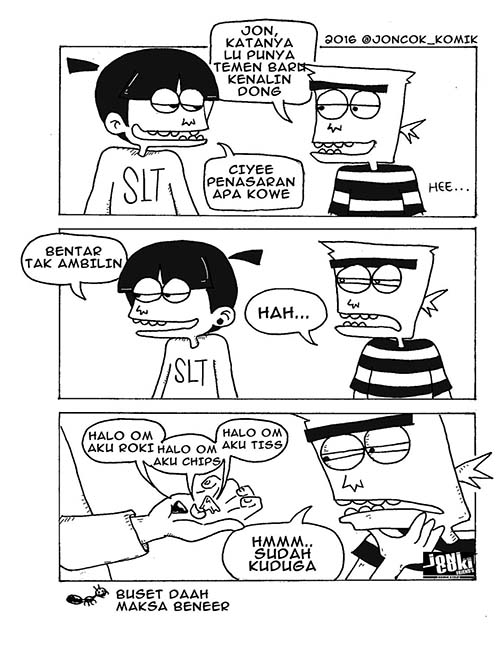 2016 @JONCOK_KOMIK
JON,
KATANYA
LU PUNYA
TEMEN BARU
KENALIN
DONG
CIYEE
PENASARAN
APA KOWE
SLT
HEE...
BENTAR
TAK AMBILIN
HAH...
SLT
HALO OM
AKU ROKI
HALO OM
AKU CHIPS
HALO OM
AKU TISS
HMMM..
SUDAH
KUDUGA
JON
COK!
BUSET DAAH
MAKSA BENEER